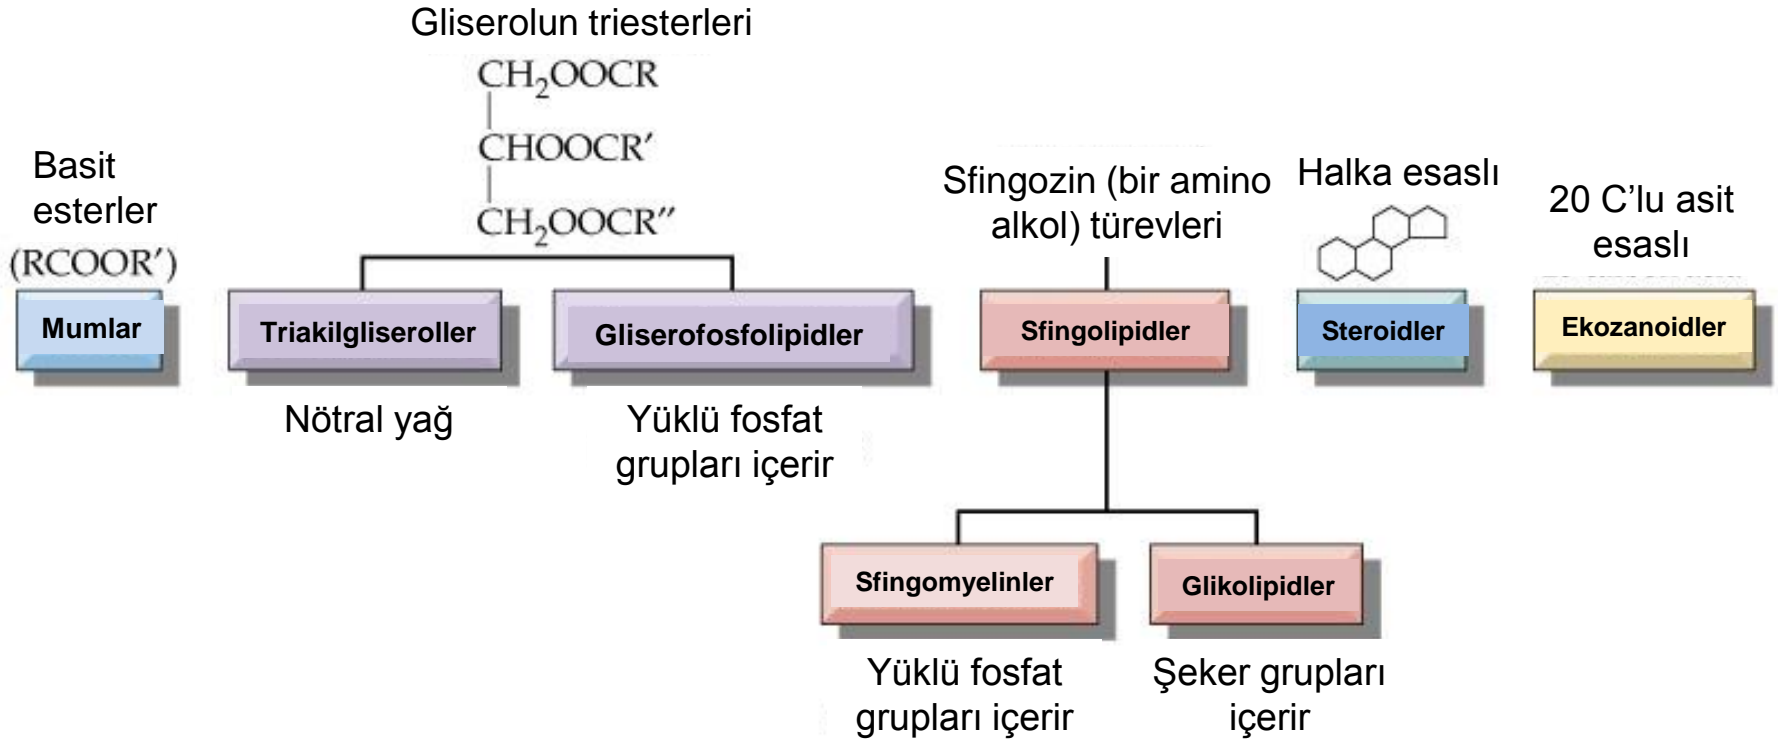 Gliserolun triesterleri
CH₂OOCR
CHOOCR′
CH₂OOCR″
Basit
esterler
(RCOOR′)
Sfingozin (bir amino
alkol) türevleri
Halka esaslı
20 C’lu asit
esaslı
Mumlar
Triakilgliseroller
Gliserofosfolipidler
Sfingolipidler
Steroidler
Ekozanoidler
Nötral yağ
Yüklü fosfat
grupları içerir
Sfingomyelinler
Glikolipidler
Yüklü fosfat
grupları içerir
Şeker grupları
içerir